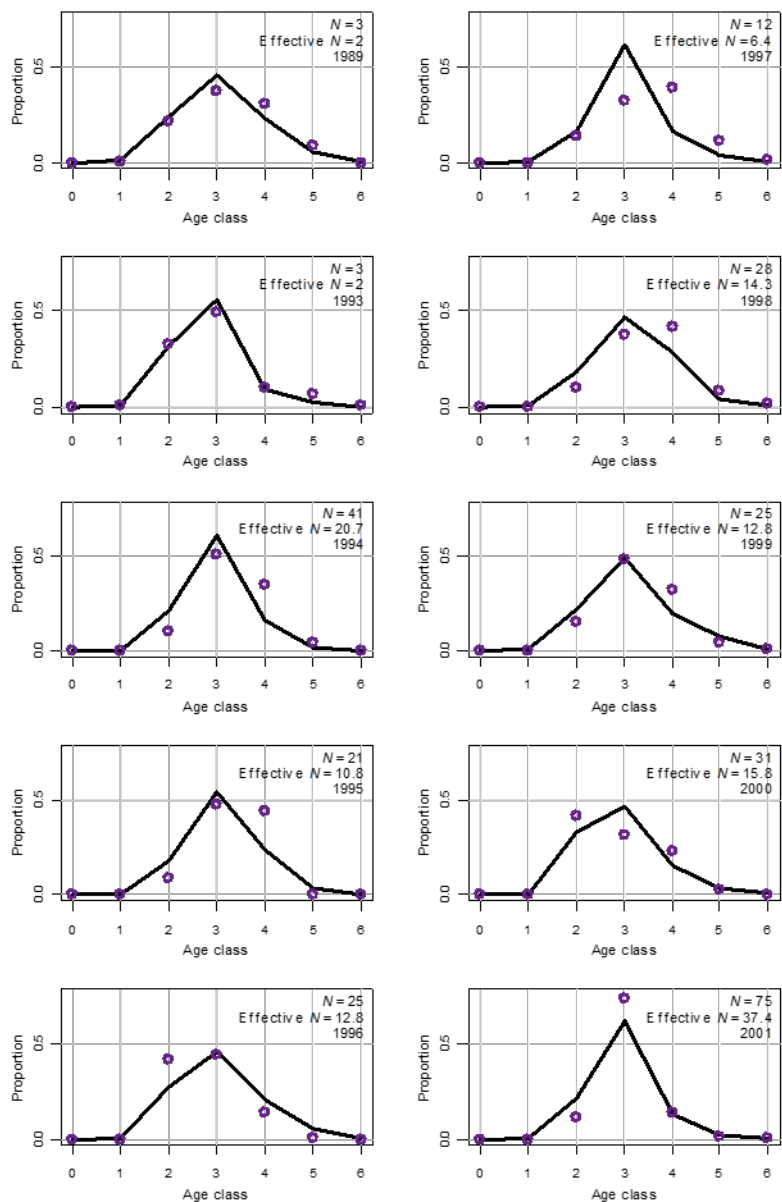 N = 3
Effective N = 2
1989
Proportion
0.5
0.0
0 1 2 3 4 5 6
Age class
N = 12
Effective N = 6.4
1997
Proportion
0.5
0.0
0 1 2 3 4 5 6
Age class
N = 3
Effective N = 2
1993
Proportion
0.5
0.0
0 1 2 3 4 5 6
Age class
N = 28
Effective N = 14.3
1998
Proportion
0.5
0.0
0 1 2 3 4 5 6
Age class
N = 41
Effective N = 20.7
1994
Proportion
0.5
0.0
0 1 2 3 4 5 6
Age class
N = 25
Effective N = 12.8
1999
Proportion
0.5
0.0
0 1 2 3 4 5 6
Age class
N = 21
Effective N = 10.8
1995
Proportion
0.5
0.0
0 1 2 3 4 5 6
Age class
N = 31
Effective N = 15.8
2000
Proportion
0.5
0.0
0 1 2 3 4 5 6
Age class
N = 25
Effective N = 12.8
1996
Proportion
0.5
0.0
0 1 2 3 4 5 6
Age class
N = 75
Effective N = 37.4
2001
Proportion
0.5
0.0
0 1 2 3 4 5 6
Age class